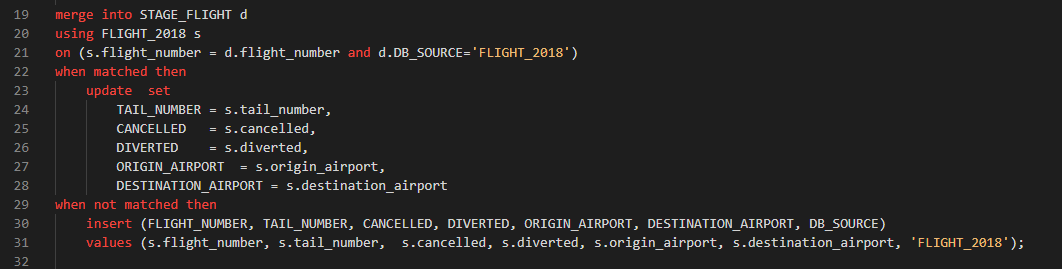 19 merge into STAGE_FLIGHT d
20 using FLIGHT_2018 s
21 on (s.flight_number = d.flight_number and d.DB_SOURCE='FLIGHT_2018')
22 when matched then
23     update  set
24         TAIL_NUMBER = s.tail_number,
25         CANCELLED   = s.cancelled,
26         DIVERTED    = s.diverted,
27         ORIGIN_AIRPORT  = s.origin_airport,
28         DESTINATION_AIRPORT = s.destination_airport
29 when not matched then
30     insert (FLIGHT_NUMBER, TAIL_NUMBER, CANCELLED, DIVERTED, ORIGIN_AIRPORT, DESTINATION_AIRPORT, DB_SOURCE)
31     values (s.flight_number, s.tail_number,  s.cancelled, s.diverted, s.origin_airport, s.destination_airport, 'FLIGHT_2018');
32